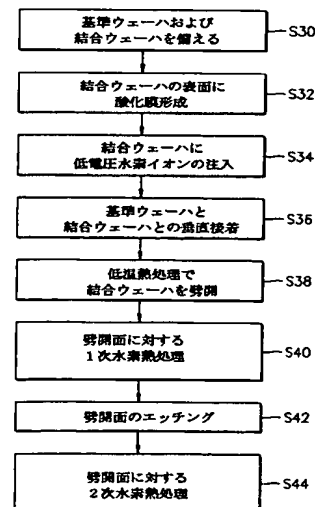 基準ウェーハおよび
結合ウェーハを備える
S30
結合ウェーハの表面に
酸化膜形成
S32
結合ウェーハに
低電圧水素イオンの注入
S34
基準ウェーハと
結合ウェーハとの垂直接着
S36
低温熱処理で
結合ウェーハを劈開
S38
劈開面に対する
1次水素熱処理
S40
劈開面のエッチング
S42
劈開面に対する
2次水素熱処理
S44